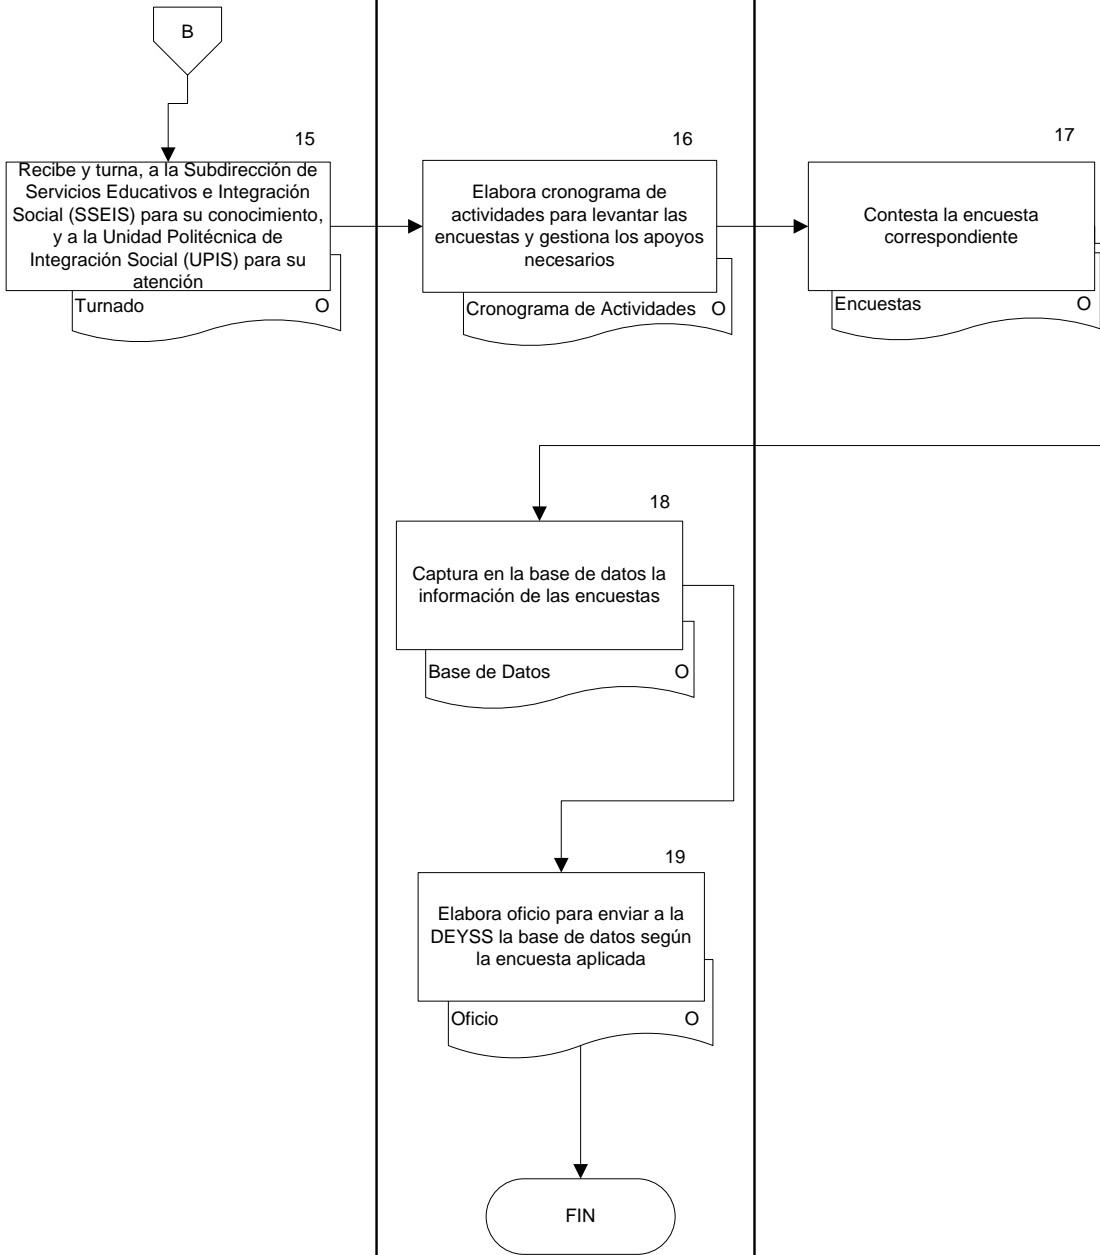 B
15
Recibe y turna, a la Subdirección de
Servicios Educativos e Integración
Social (SSEIS) para su conocimiento,
y a la Unidad Politécnica de
Integración Social (UPIS) para su
atención
Turnado O
16
Elabora cronograma de
actividades para levantar las
encuestas y gestiona los apoyos
necesarios
Cronograma de Actividades O
17
Contesta la encuesta
correspondiente
Encuestas O
18
Captura en la base de datos la
información de las encuestas
Base de Datos O
19
Elabora oficio para enviar a la
DEYSS la base de datos según
la encuesta aplicada
Oficio O
FIN